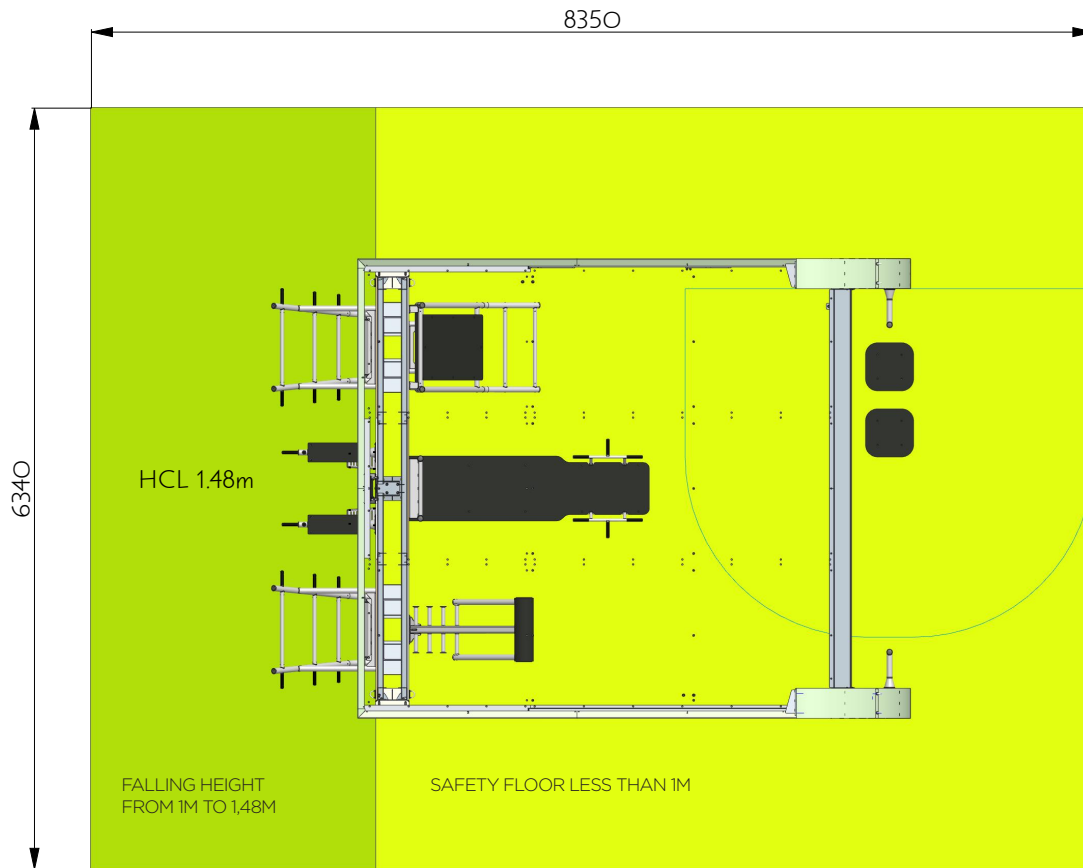 8350
6340
HCL 1.48m
FALLING HEIGHT
FROM 1M TO 1,48M
SAFETY FLOOR LESS THAN 1M